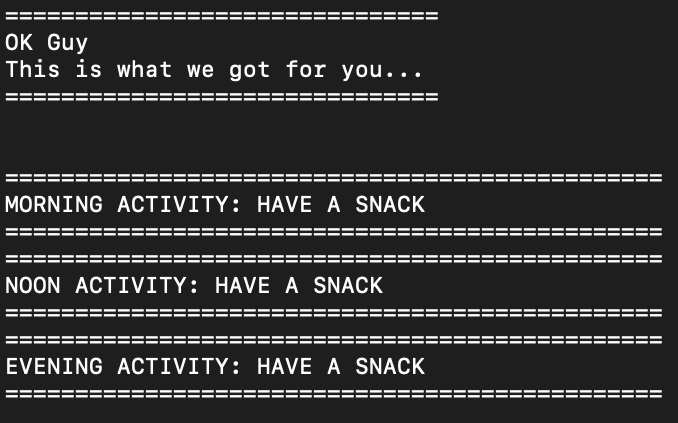 ===============================
OK Guy
This is what we got for you...
===============================
===============================================
MORNING ACTIVITY: HAVE A SNACK
===============================================
===============================================
NOON ACTIVITY: HAVE A SNACK
===============================================
===============================================
EVENING ACTIVITY: HAVE A SNACK
===============================================